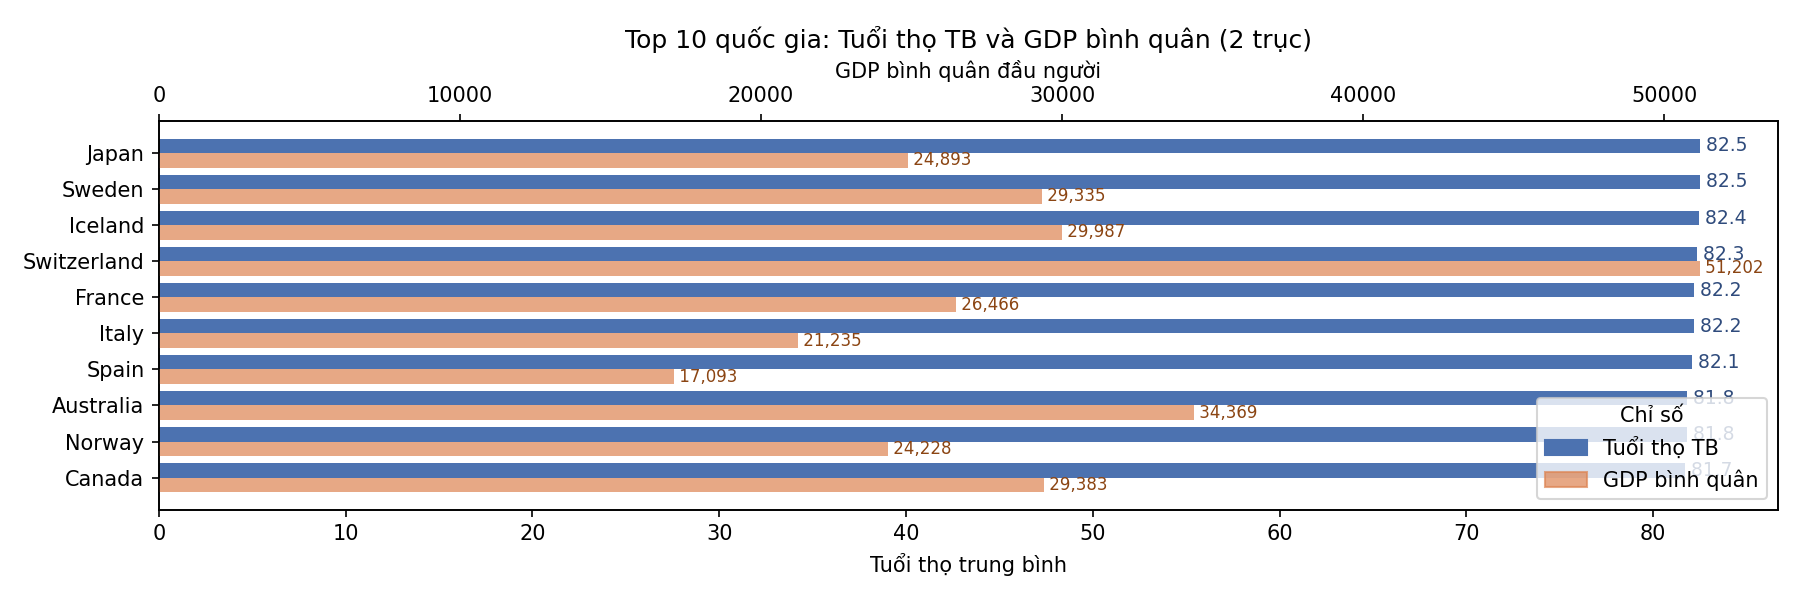 Top 10 quốc gia: Tuổi thọ TB và GDP bình quân (2 trục)
GDP bình quân đầu người
0 10000 20000 30000 40000 50000
Japan 82.5
24,893
Sweden 82.5
29,335
Iceland 82.4
29,987
Switzerland 82.3
51,202
France 82.2
26,466
Italy 82.2
21,235
Spain 82.1
17,093
Australia 81.8
34,369
Norway 81.8
24,228
Canada 81.7
29,383
Chỉ số
Tuổi thọ TB
GDP bình quân
0 10 20 30 40 50 60 70 80
Tuổi thọ trung bình